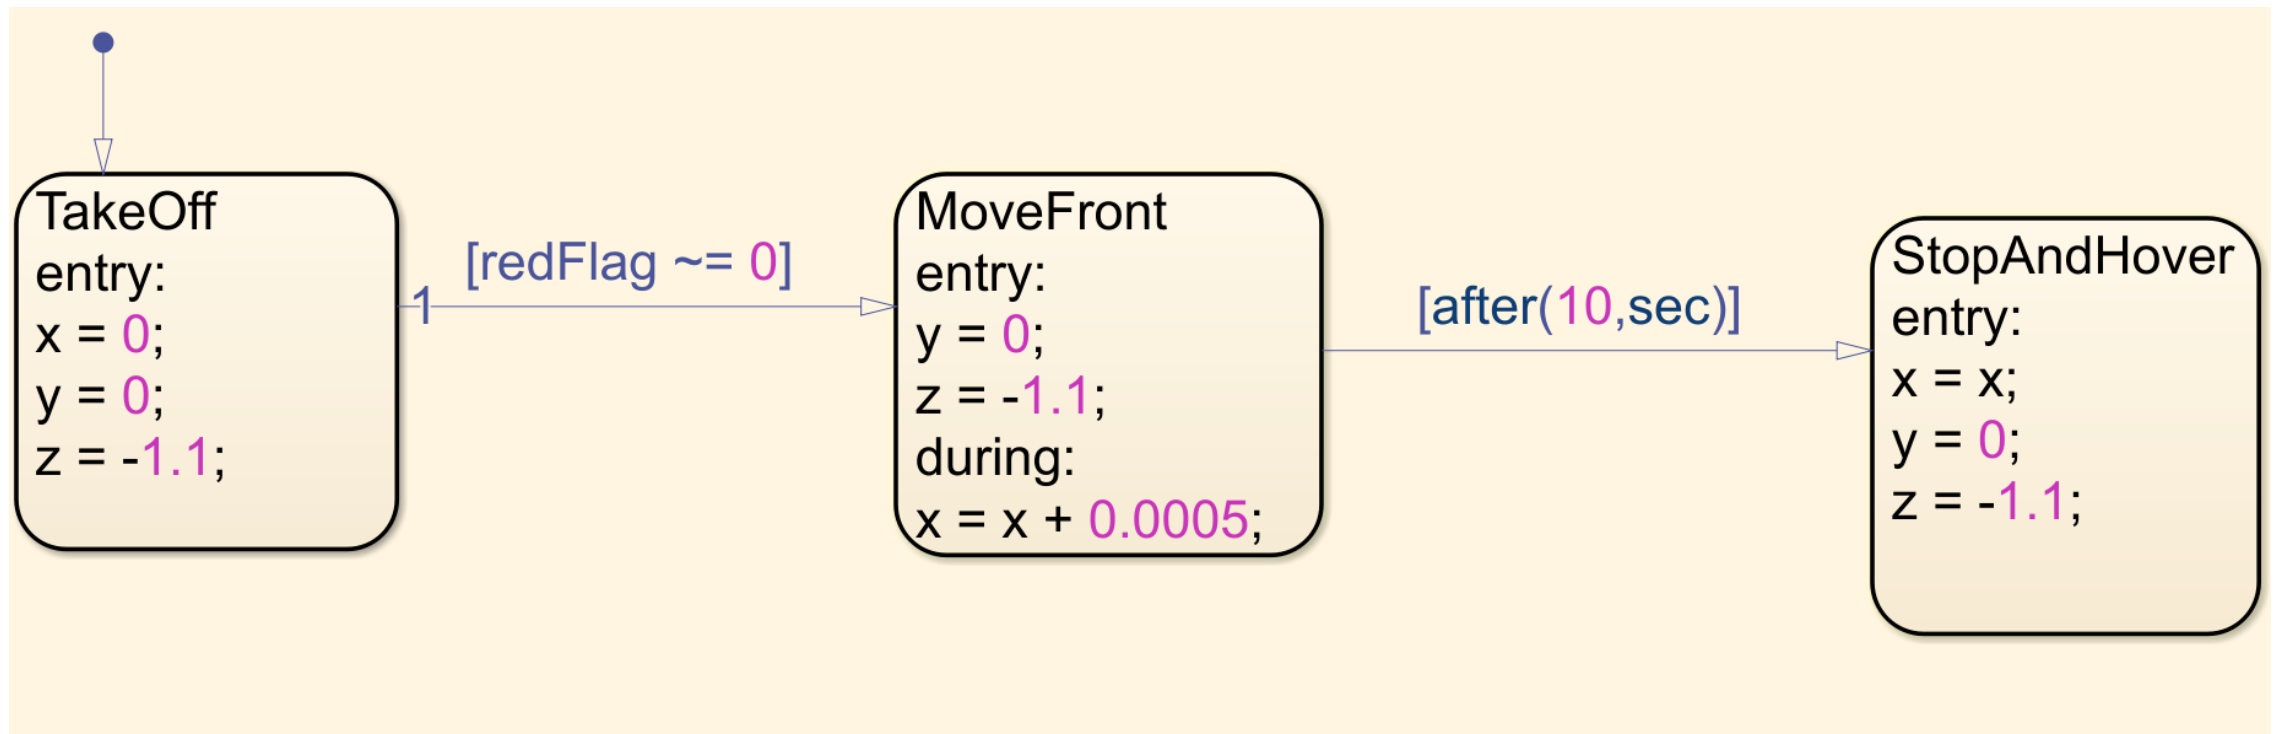 TakeOff
entry:
x = 0;
y = 0;
z = -1.1;
1
[redFlag ~= 0]
MoveFront
entry:
y = 0;
z = -1.1;
during:
x = x + 0.0005;
[after(10,sec)]
StopAndHover
entry:
x = x;
y = 0;
z = -1.1;